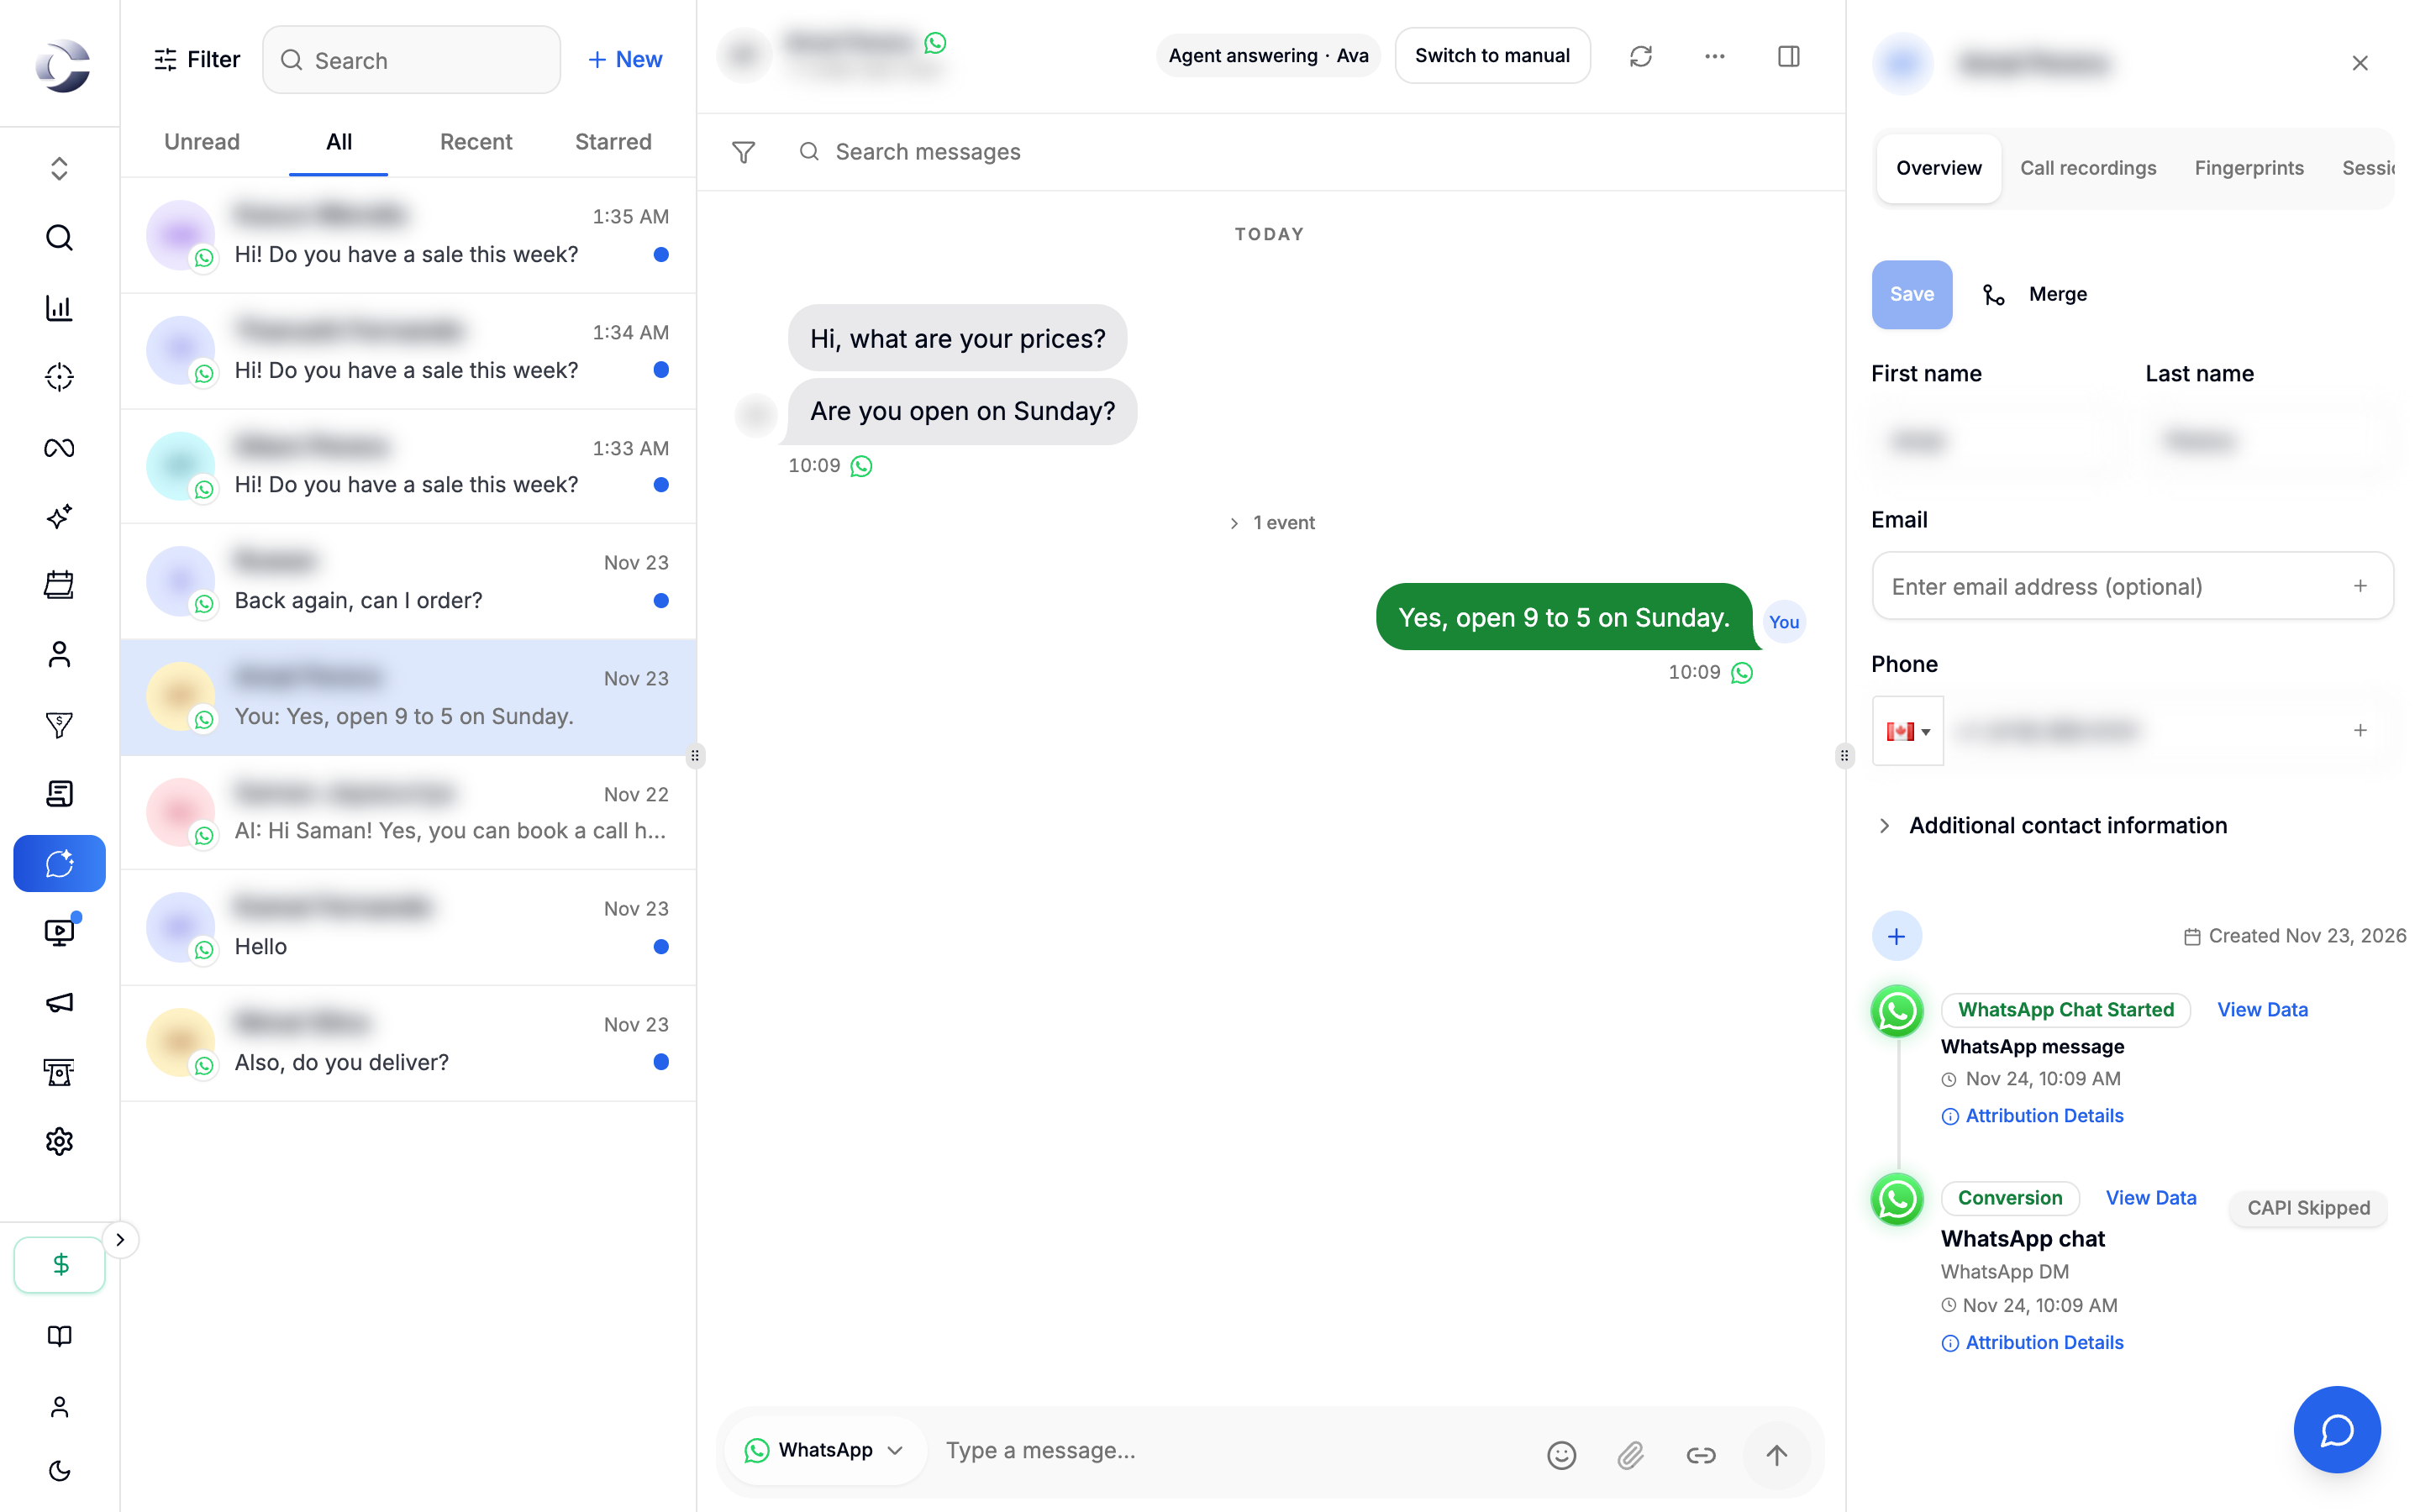 Filter
Search
New
Unread
All
Recent
Starred
1:35 AM
Hi! Do you have a sale this week?
1:34 AM
Hi! Do you have a sale this week?
1:33 AM
Hi! Do you have a sale this week?
Nov 23
Back again, can I order?
Nov 23
You: Yes, open 9 to 5 on Sunday.
Nov 22
AI: Hi Saman! Yes, you can book a call h...
Nov 23
Hello
Nov 23
Also, do you deliver?
$
Agent answering · Ava
Switch to manual
Search messages
TODAY
Hi, what are your prices?
Are you open on Sunday?
10:09
1 event
Yes, open 9 to 5 on Sunday.
You
10:09
WhatsApp
Type a message...
Overview
Call recordings
Fingerprints
Sessic
Save
Merge
First name
Last name
Email
Enter email address (optional)
Phone
Additional contact information
Created Nov 23, 2026
WhatsApp Chat Started
View Data
WhatsApp message
Nov 24, 10:09 AM
Attribution Details
Conversion
View Data
CAPI Skipped
WhatsApp chat
WhatsApp DM
Nov 24, 10:09 AM
Attribution Details